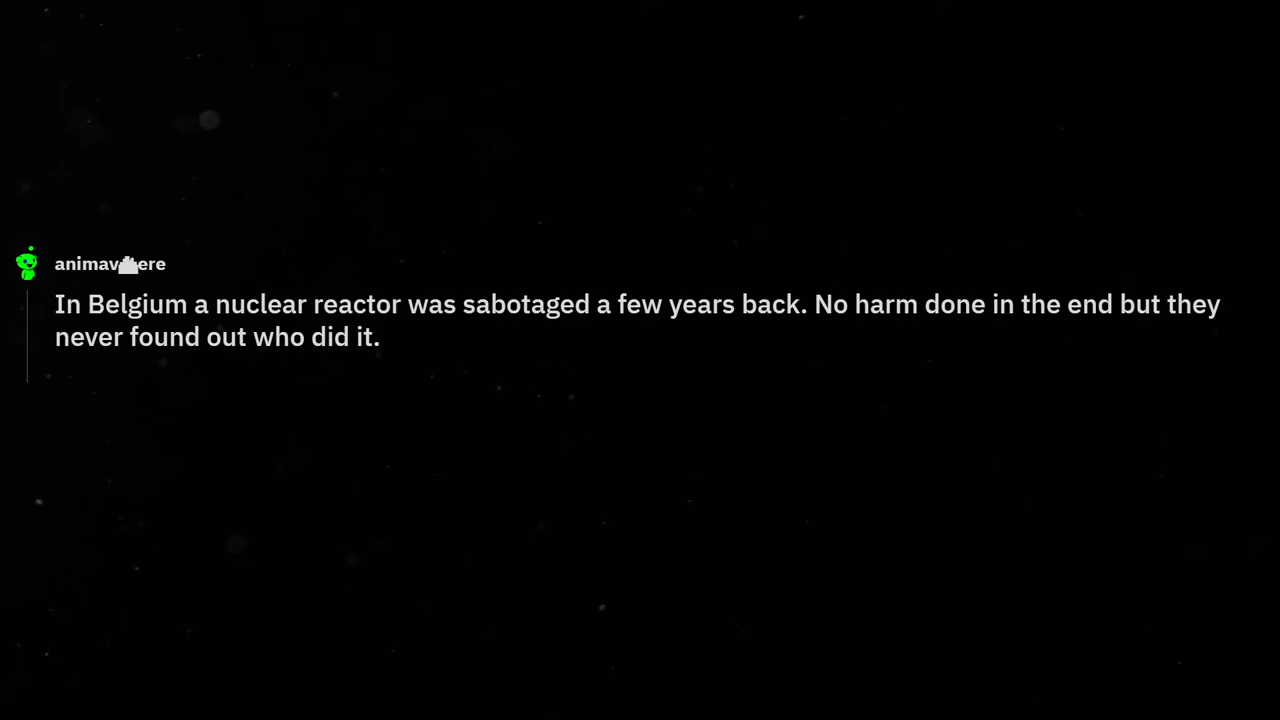 In Belgium a nuclear reactor was sabotaged a few years back. No harm done in the end but they
never found out who did it.